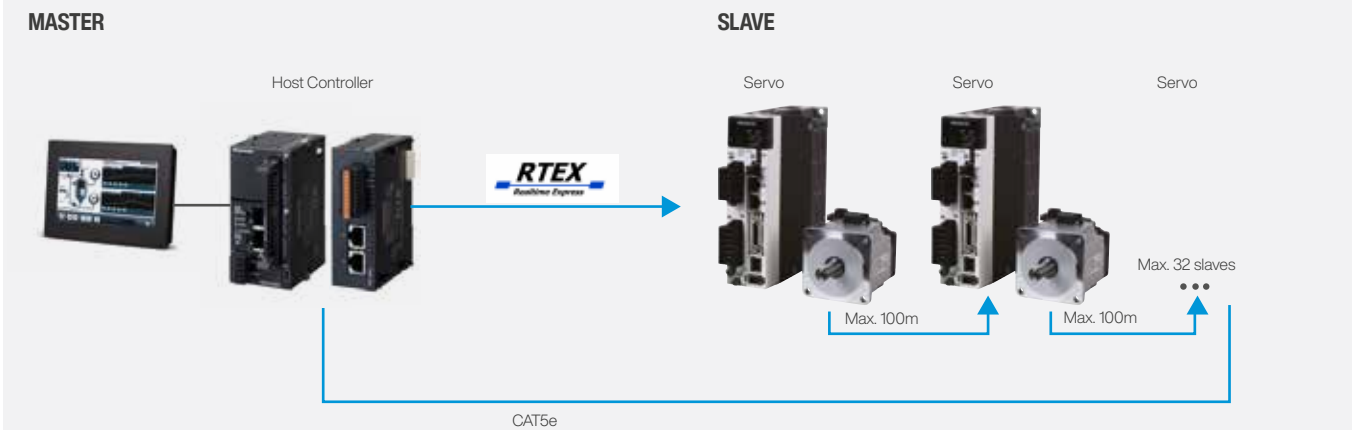 MASTER
SLAVE
Host Controller
Servo
Servo
Servo
RTEX
Realtime Express
Max. 32 slaves
Max. 100m
Max. 100m
CAT5e